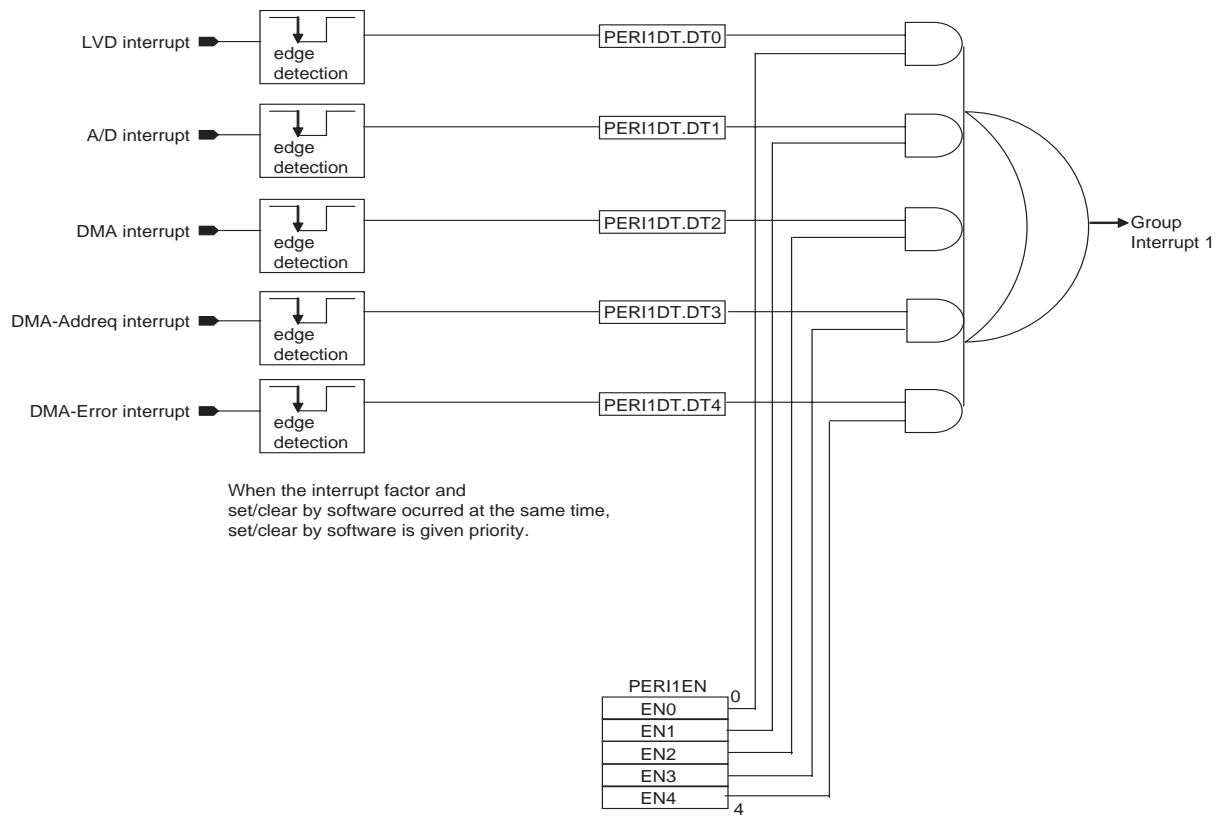 LVD interrupt
edge
detection
PERI1DT.DT0
A/D interrupt
edge
detection
PERI1DT.DT1
DMA interrupt
edge
detection
PERI1DT.DT2
Group
Interrupt 1
DMA-Addreq interrupt
edge
detection
PERI1DT.DT3
DMA-Error interrupt
edge
detection
PERI1DT.DT4
When the interrupt factor and
set/clear by software ocurred at the same time,
set/clear by software is given priority.
PERI1EN
0
EN0
EN1
EN2
EN3
EN4
4